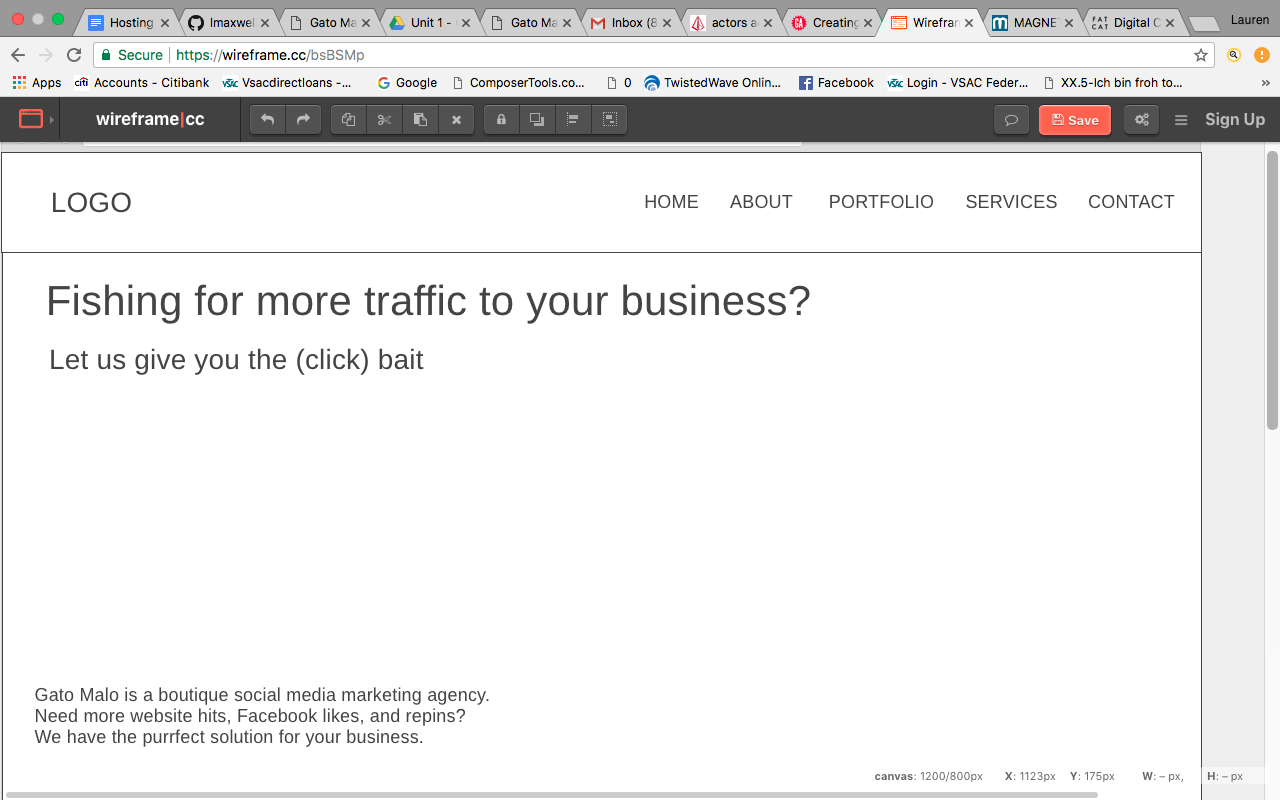 Hosting lmaxwel Gato Ma Unit 1 - Gato Ma Inbox (8 actors a Creating Wirefran MAGNE FAT CAT Digital C Lauren
Secure https://wireframe.cc/bsBSMp
Apps citi Accounts - Citibank VSAC Vsacdirectloans -... Google ComposerTools.co... 0 TwistedWave Onlin... Facebook VSAC Login - VSAC Feder... XX.5-Ich bin froh to... »
wireframe|cc Save Sign Up
LOGO HOME ABOUT PORTFOLIO SERVICES CONTACT
Fishing for more traffic to your business?
Let us give you the (click) bait
Gato Malo is a boutique social media marketing agency.
Need more website hits, Facebook likes, and repins?
We have the purrfect solution for your business.
canvas: 1200/800px X: 1123px Y: 175px W: – px, H: – px